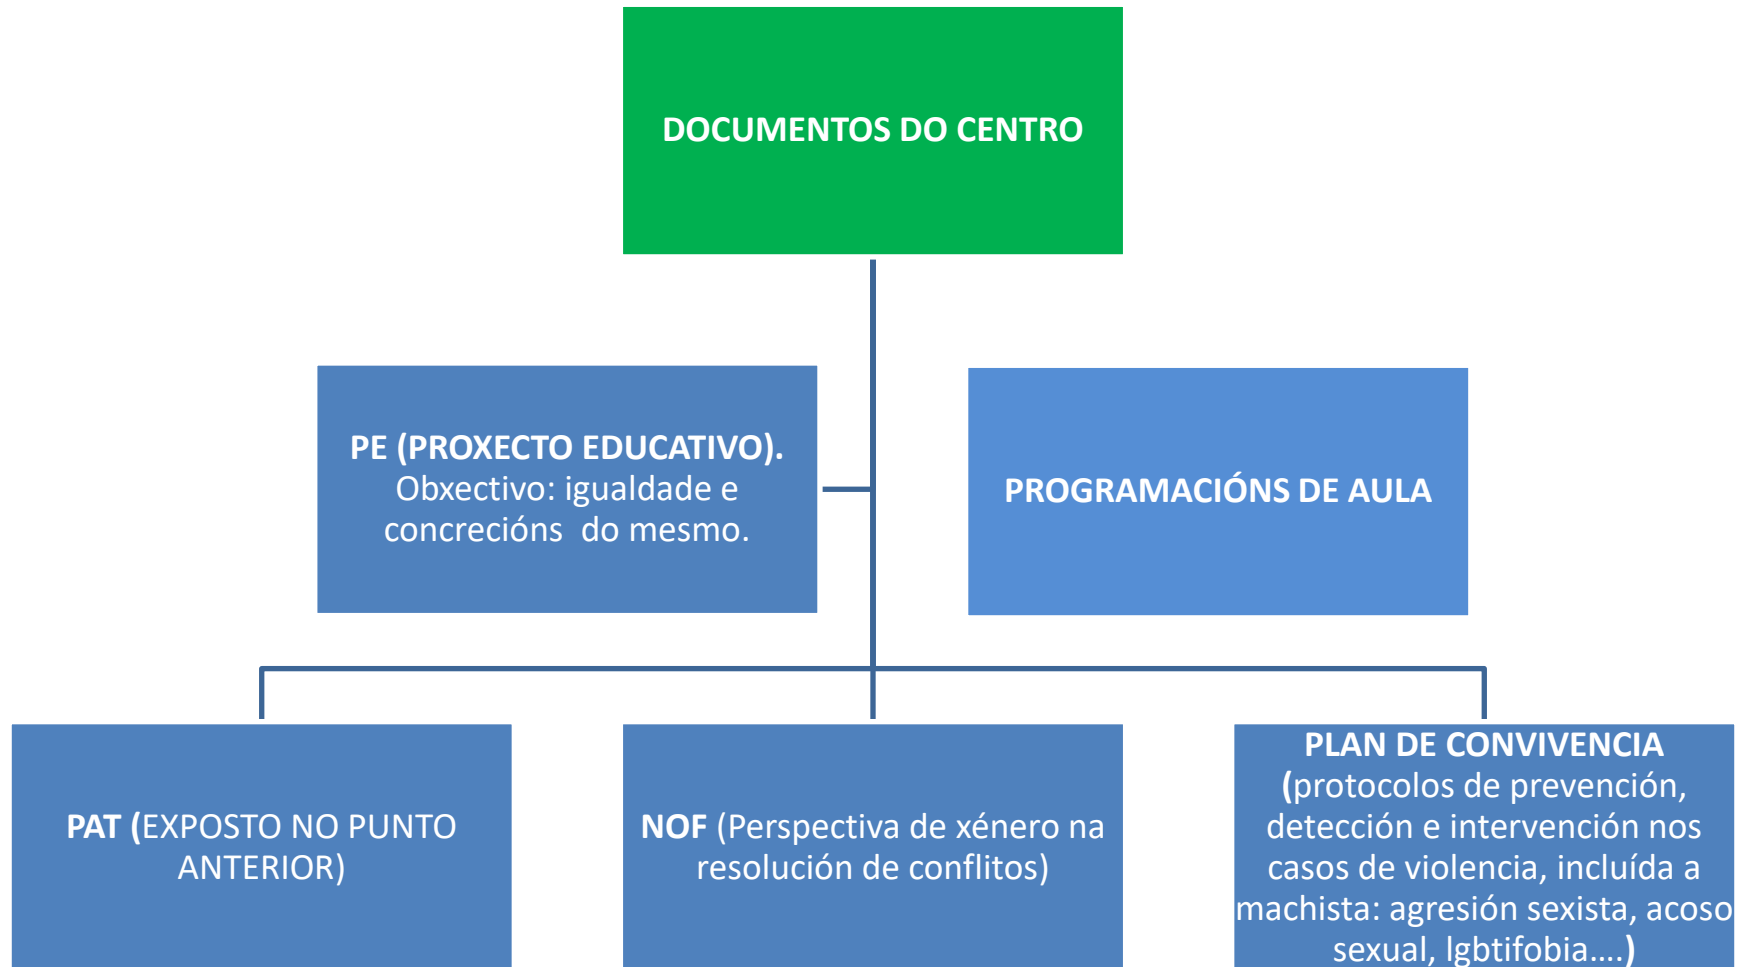 DOCUMENTOS DO CENTRO
PE (PROXECTO EDUCATIVO).
Obxectivo: igualdade e
concrecións do mesmo.
PROGRAMACIÓNS DE AULA
PAT (EXPOSTO NO PUNTO
ANTERIOR)
NOF (Perspectiva de xénero na
resolución de conflitos)
PLAN DE CONVIVENCIA
(protocolos de prevención,
detección e intervención nos
casos de violencia, incluída a
machista: agresión sexista, acoso
sexual, lgbtifobia....)